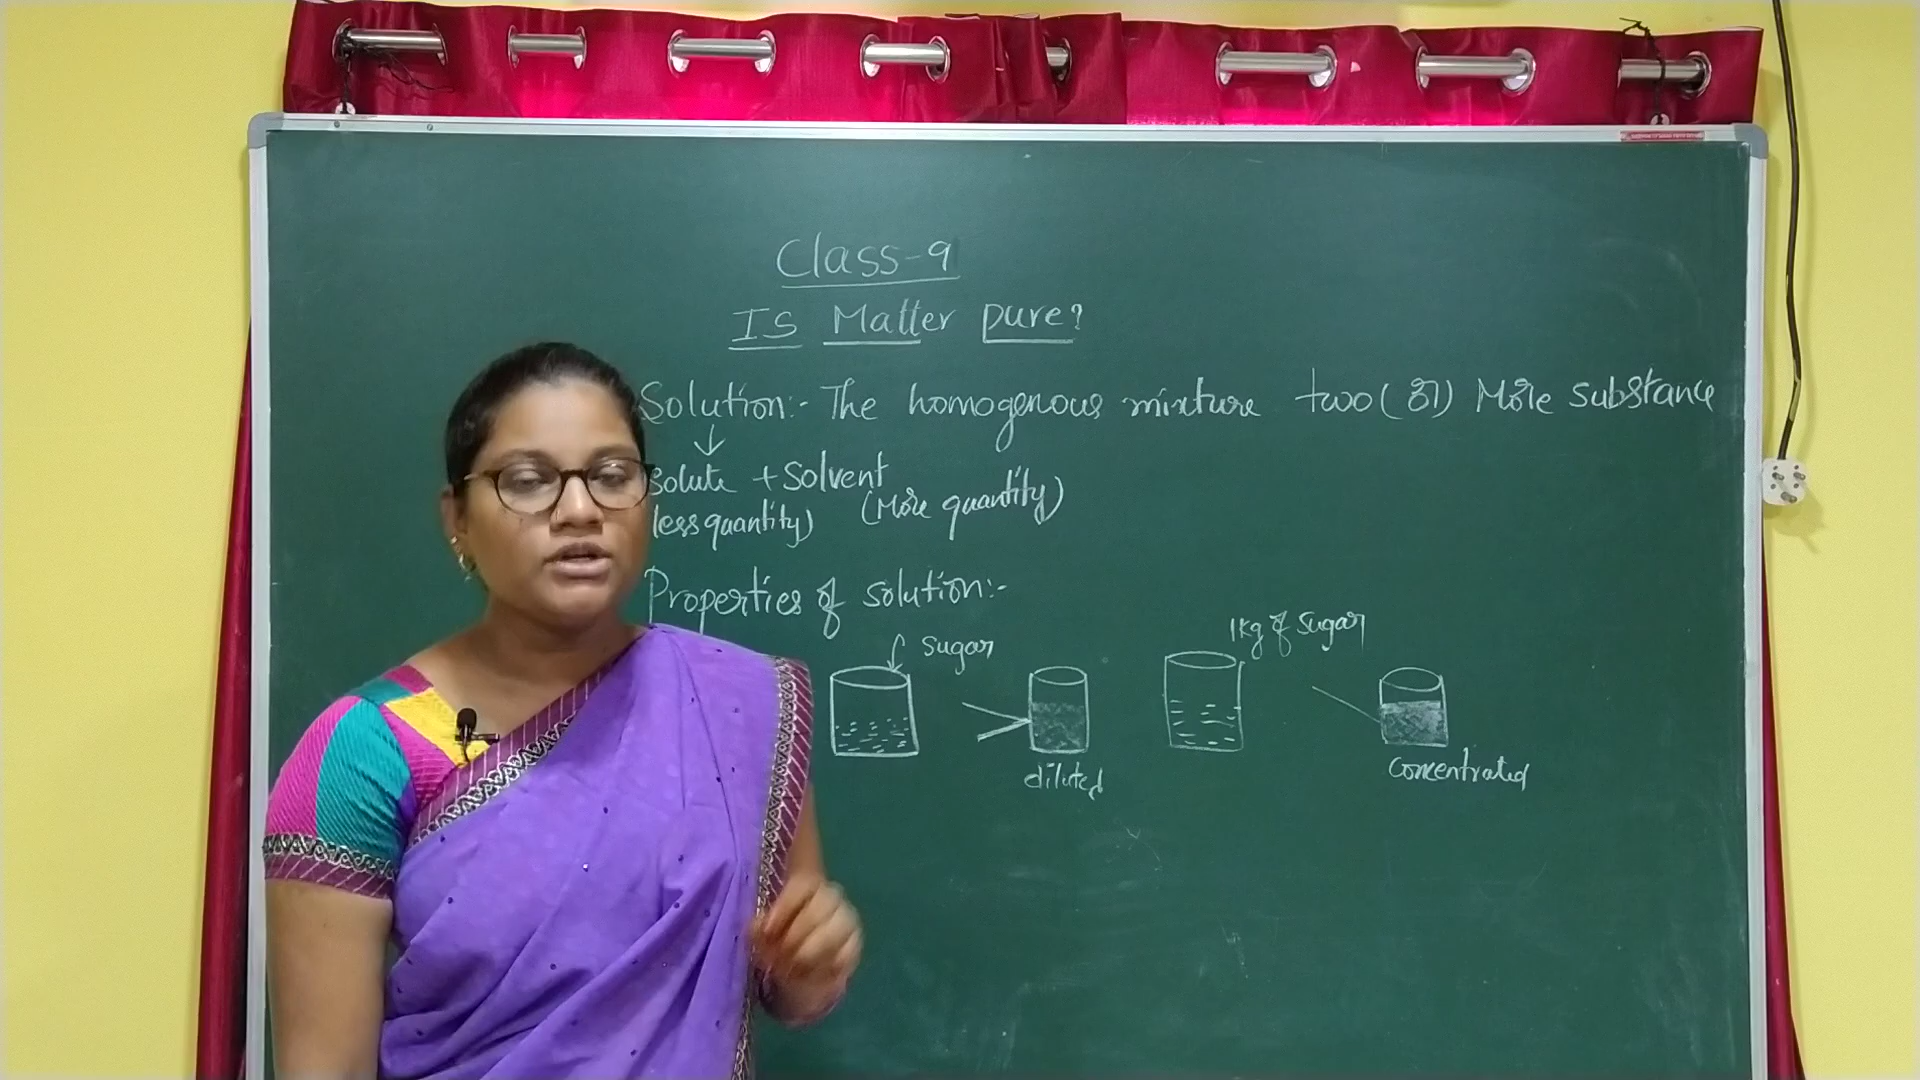 Class-9
IS Matter pure?
Solution:- The homogenous mixture two (or) More substance
solute + Solvent
less quantity) (More quantity)
Properties of solution:-
sugar
1kg of sugar
diluted
concentrated